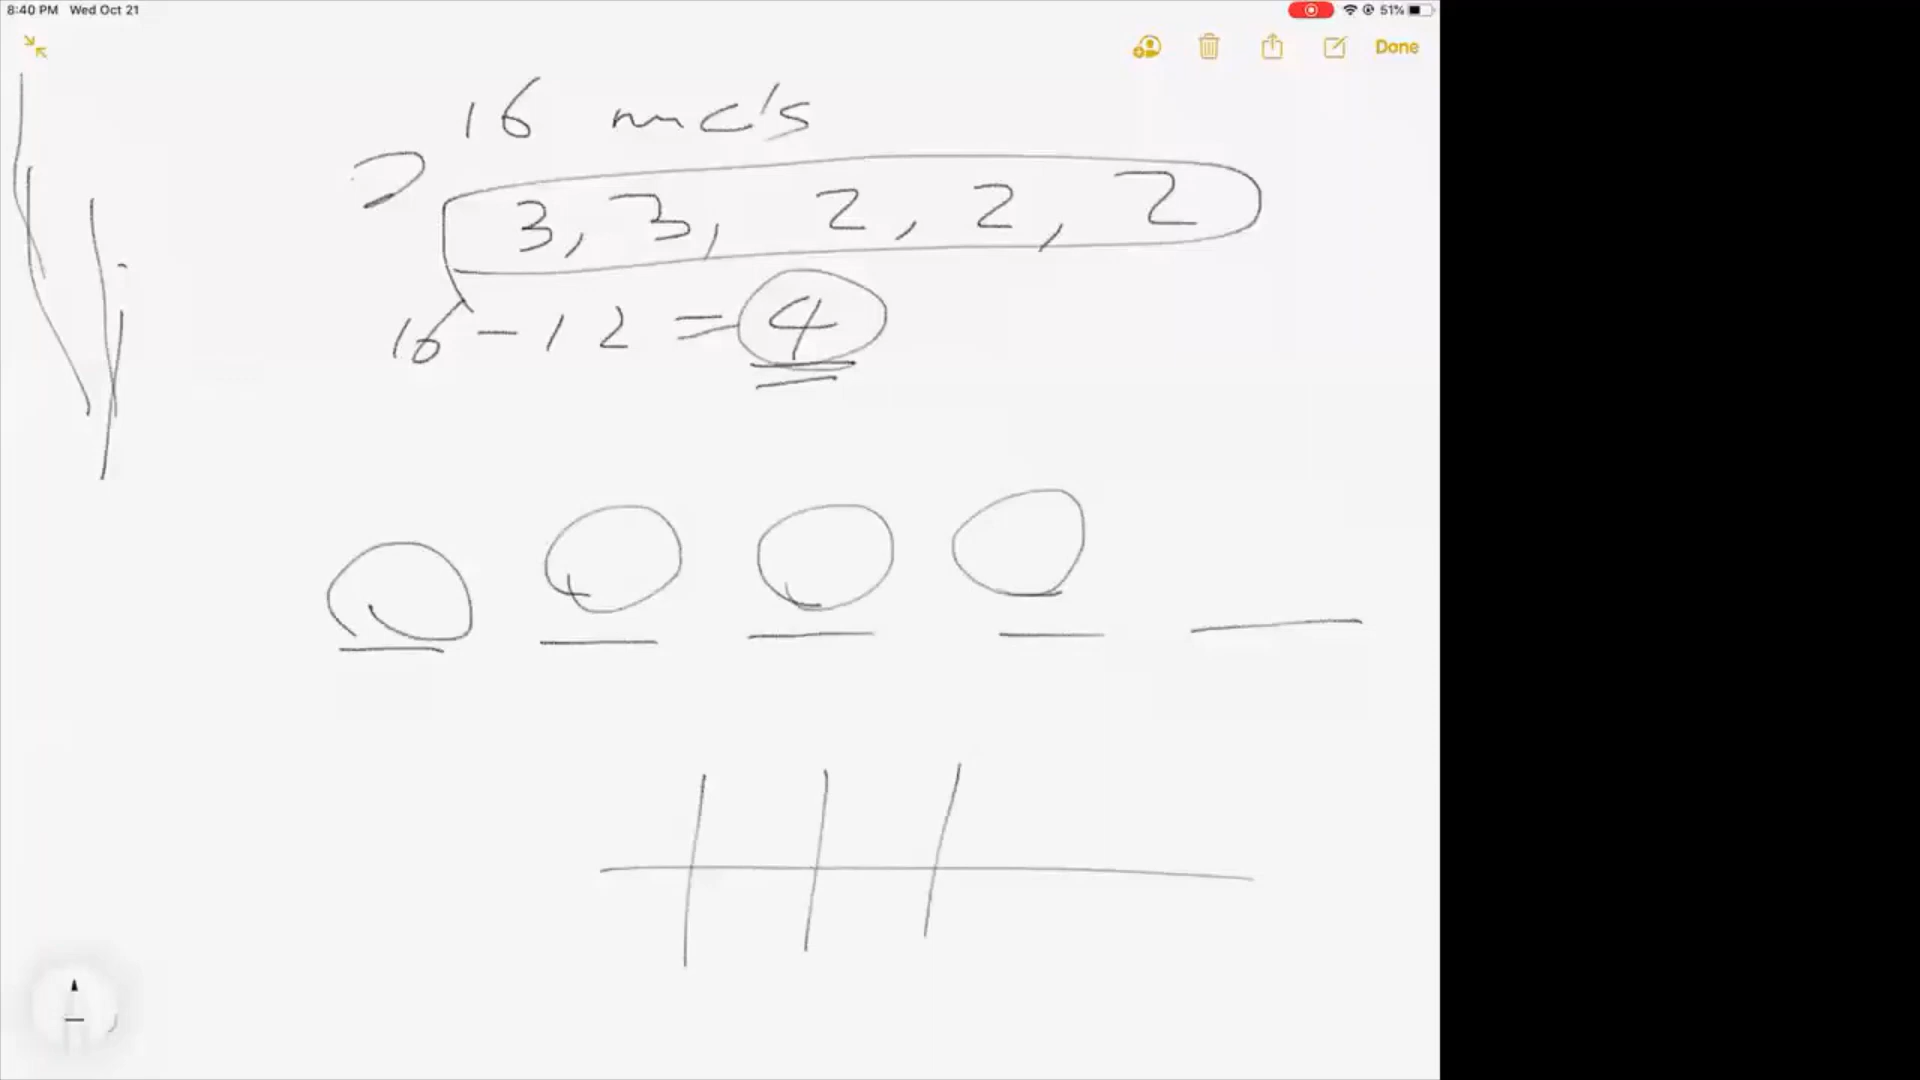 8:40 PM Wed Oct 21
51%
Done
16 mc's
3, 3, 2, 2, 2
16-12=4